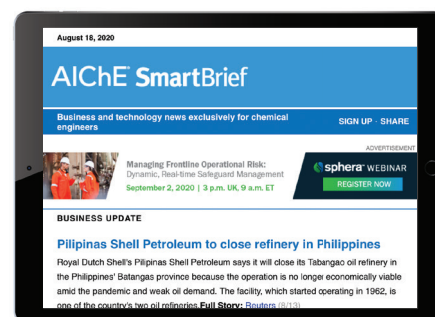 August 18, 2020
AIChE SmartBrief
Business and technology news exclusively for chemical
engineers
SIGN UP · SHARE
ADVERTISEMENT
Managing Frontline Operational Risk:
Dynamic, Real-time Safeguard Management
September 2, 2020 | 3 p.m. UK, 9 a.m. ET
sphera WEBINAR
REGISTER NOW
BUSINESS UPDATE
Pilipinas Shell Petroleum to close refinery in Philippines
Royal Dutch Shell's Pilipinas Shell Petroleum says it will close its Tabangao oil refinery in
the Philippines' Batangas province because the operation is no longer economically viable
amid the pandemic and weak oil demand. The facility, which started operating in 1962, is
one of the country's two oil refineries.Full Story: Reuters (8/13)